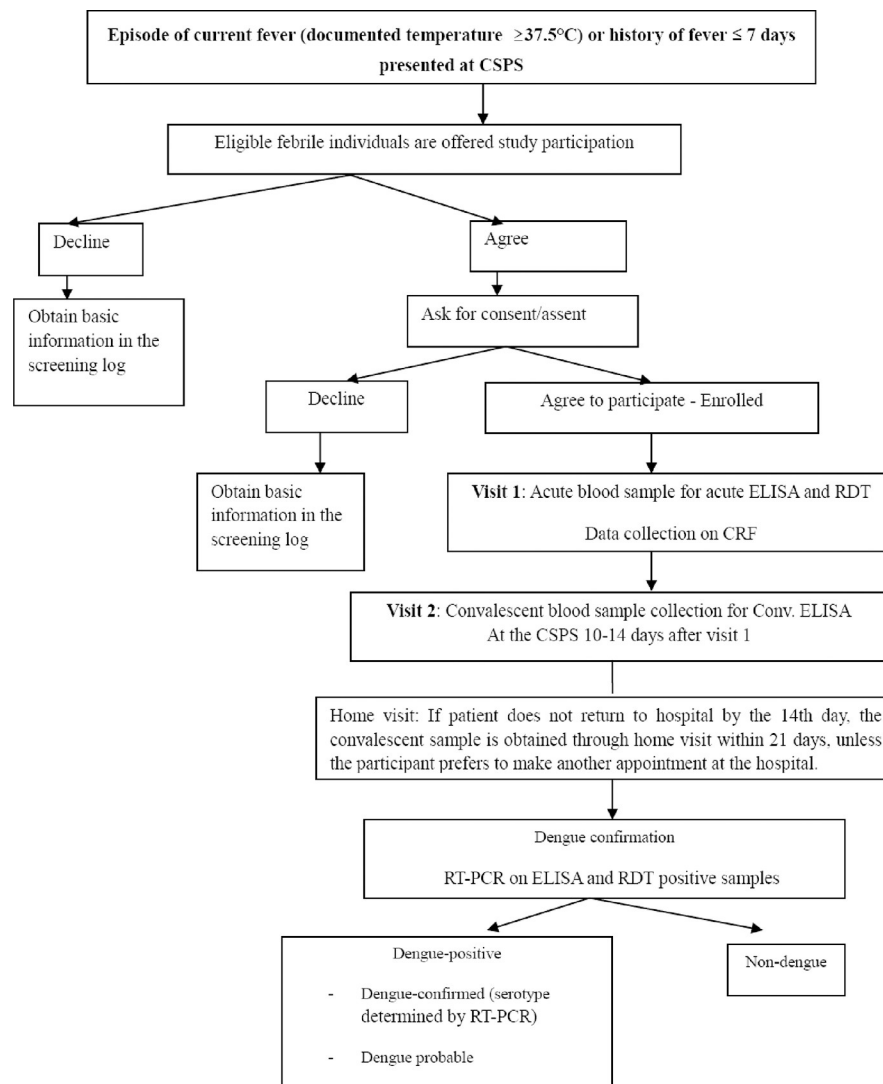 Episode of current fever (documented temperature ≥37.5°C) or history of fever ≤ 7 days
presented at CSPS
Eligible febrile individuals are offered study participation
Decline
Agree
Obtain basic
information in the
screening log
Ask for consent/assent
Decline
Agree to participate - Enrolled
Obtain basic
information in the
screening log
Visit 1: Acute blood sample for acute ELISA and RDT
Data collection on CRF
Visit 2: Convalescent blood sample collection for Conv. ELISA
At the CSPS 10-14 days after visit 1
Home visit: If patient does not return to hospital by the 14th day, the
convalescent sample is obtained through home visit within 21 days, unless
the participant prefers to make another appointment at the hospital.
Dengue confirmation
RT-PCR on ELISA and RDT positive samples
Dengue-positive
- Dengue-confirmed (serotype
determined by RT-PCR)
- Dengue probable
Non-dengue